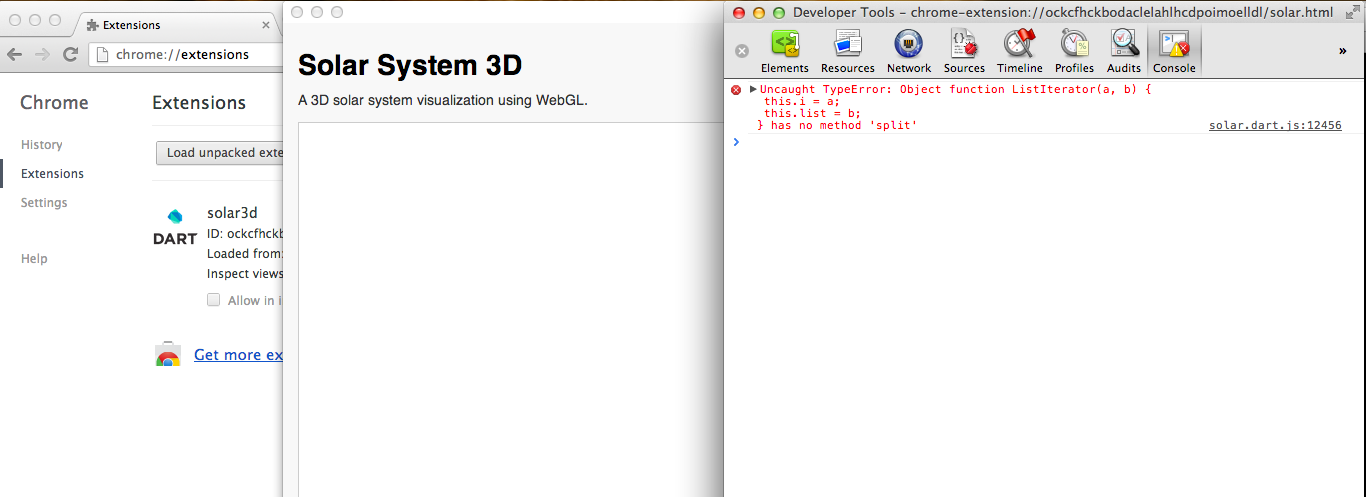 Extensions
chrome://extensions
Chrome
History
Extensions
Settings
Help
Extensions
Load unpacked exte
DART
solar3d
ID: ockcfhckb
Loaded from:
Inspect views
Allow in i
Get more ex
Solar System 3D
A 3D solar system visualization using WebGL.
Developer Tools - chrome-extension://ockcfhckbodaclelahlhcdpoimoelldl/solar.html
Elements Resources Network Sources Timeline Profiles Audits Console »
Uncaught TypeError: Object function ListIterator(a, b) {
this.i = a;
this.list = b;
} has no method 'split' solar.dart.js:12456